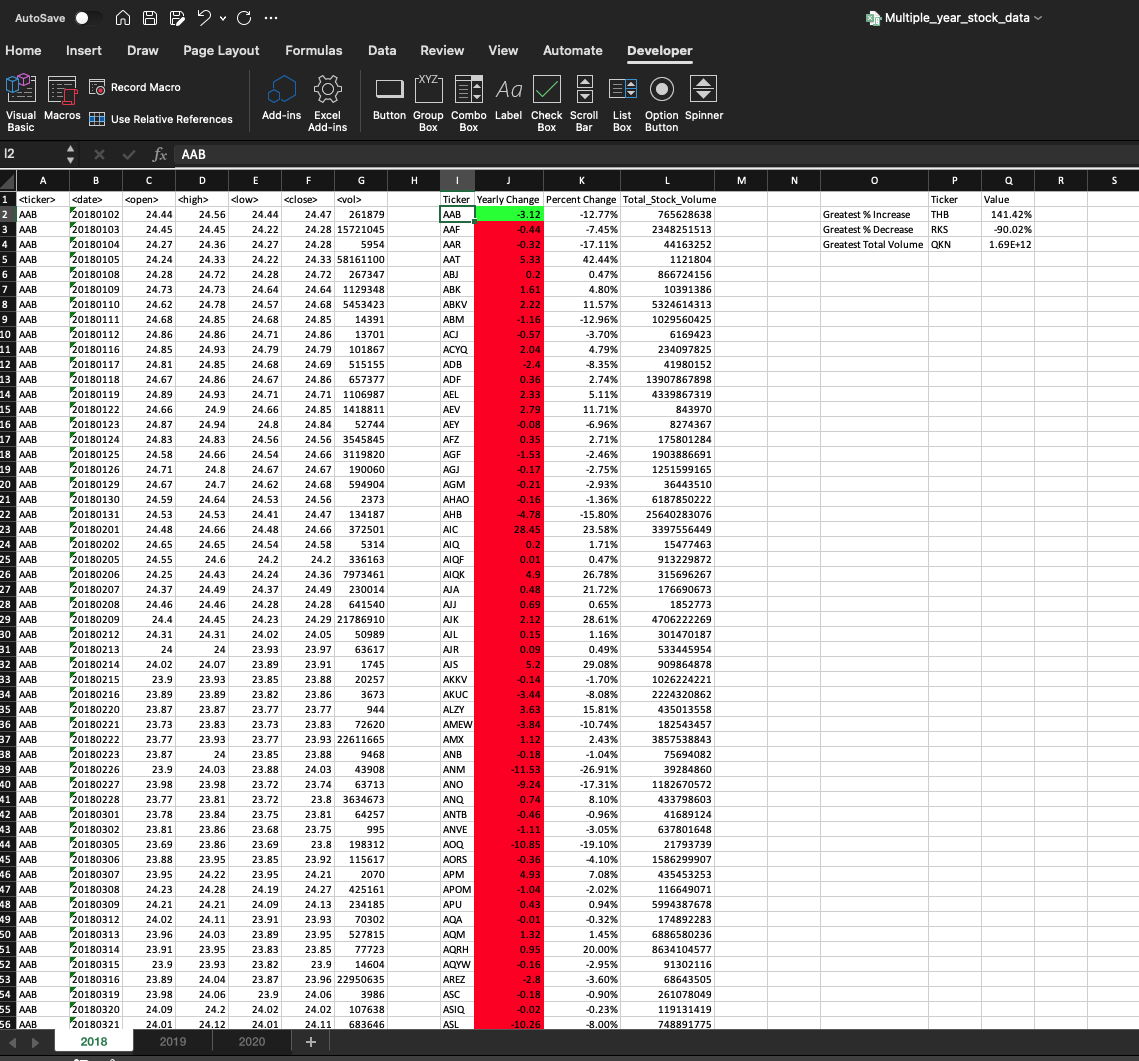 AutoSave
Multiple_year_stock_data
Home Insert Draw Page Layout Formulas Data Review View Automate Developer
Visual Basic Macros Record Macro Use Relative References Add-ins Excel Add-ins Button Group Box Combo Box Label Check Box Scroll Bar List Box Option Button Spinner
XYZ Aa
I2 fx AAB
A B C D E F G H I J K L M N O P Q R S
1 <ticker> <date> <open> <high> <low> <close> <vol> Ticker Yearly Change Percent Change Total_Stock_Volume Ticker Value
2 AAB 20180102 24.44 24.56 24.44 24.47 261879 AAB -3.12 -12.77% 765628638 Greatest % Increase THB 141.42%
3 AAB 20180103 24.45 24.45 24.22 24.28 15721045 AAF -0.44 -7.45% 2348251513 Greatest % Decrease RKS -90.02%
4 AAB 20180104 24.27 24.36 24.27 24.28 5954 AAR -0.32 -17.11% 44163252 Greatest Total Volume QKN 1.69E+12
5 AAB 20180105 24.24 24.33 24.22 24.33 58161100 AAT 5.33 42.44% 1121804
6 AAB 20180108 24.28 24.72 24.28 24.72 267347 ABJ 0.2 0.47% 866724156
7 AAB 20180109 24.73 24.73 24.64 24.64 1129348 ABK 1.61 4.80% 10391386
8 AAB 20180110 24.62 24.78 24.57 24.68 5453423 ABKV 2.22 11.57% 5324614313
9 AAB 20180111 24.68 24.85 24.68 24.85 14391 ABM -1.16 -12.96% 1029560425
10 AAB 20180112 24.86 24.86 24.71 24.86 13701 ACJ -0.57 -3.70% 6169423
11 AAB 20180116 24.85 24.93 24.79 24.79 101867 ACYQ 2.04 4.79% 234097825
12 AAB 20180117 24.81 24.85 24.68 24.69 515155 ADB -2.4 -8.35% 41980152
13 AAB 20180118 24.67 24.86 24.67 24.86 657377 ADF 0.36 2.74% 13907867898
14 AAB 20180119 24.89 24.93 24.71 24.71 1106987 AEL 2.33 5.11% 4339867319
15 AAB 20180122 24.66 24.9 24.66 24.85 1418811 AEV 2.79 11.71% 843970
16 AAB 20180123 24.87 24.94 24.8 24.84 52744 AEY -0.08 -6.96% 8274367
17 AAB 20180124 24.83 24.83 24.56 24.56 3545845 AFZ 0.35 2.71% 175801284
18 AAB 20180125 24.58 24.66 24.54 24.66 3119820 AGF -1.53 -2.46% 1903886691
19 AAB 20180126 24.71 24.8 24.67 24.67 190060 AGJ -0.17 -2.75% 1251599165
20 AAB 20180129 24.67 24.7 24.62 24.68 594904 AGM -0.21 -2.93% 36443510
21 AAB 20180130 24.59 24.64 24.53 24.56 2373 AHAO -0.16 -1.36% 6187850222
22 AAB 20180131 24.53 24.53 24.41 24.47 134187 AHB -4.78 -15.80% 25640283076
23 AAB 20180201 24.48 24.66 24.48 24.66 372501 AIC 28.45 23.58% 3397556449
24 AAB 20180202 24.65 24.65 24.54 24.58 5314 AIQ 0.2 1.71% 15477463
25 AAB 20180205 24.55 24.6 24.2 24.2 336163 AIQF 0.01 0.47% 913229872
26 AAB 20180206 24.25 24.43 24.24 24.36 7973461 AIQK 4.9 26.78% 315696267
27 AAB 20180207 24.37 24.49 24.37 24.49 230014 AJA 0.48 21.72% 176690673
28 AAB 20180208 24.46 24.46 24.28 24.28 641540 AJJ 0.69 0.65% 1852773
29 AAB 20180209 24.4 24.45 24.23 24.29 21786910 AJK 2.12 28.61% 4706222269
30 AAB 20180212 24.31 24.31 24.02 24.05 50989 AJL 0.15 1.16% 301470187
31 AAB 20180213 24 24 23.93 23.97 63617 AJR 0.09 0.49% 533445954
32 AAB 20180214 24.02 24.07 23.89 23.91 1745 AJS 5.2 29.08% 909864878
33 AAB 20180215 23.9 23.93 23.85 23.88 20257 AKKV -0.14 -1.70% 1026224221
34 AAB 20180216 23.89 23.89 23.82 23.86 3673 AKUC -3.44 -8.08% 2224320862
35 AAB 20180220 23.87 23.87 23.77 23.77 944 ALZY 3.63 15.81% 435013558
36 AAB 20180221 23.73 23.83 23.73 23.83 72620 AMEW -3.84 -10.74% 182543457
37 AAB 20180222 23.77 23.93 23.77 23.93 22611665 AMX 1.12 2.43% 3857538843
38 AAB 20180223 23.87 24 23.85 23.88 9468 ANB -0.18 -1.04% 75694082
39 AAB 20180226 23.9 24.03 23.88 24.03 43908 ANM -11.53 -26.91% 39284860
40 AAB 20180227 23.98 23.98 23.72 23.74 63713 ANO -9.24 -17.31% 1182670572
41 AAB 20180228 23.77 23.81 23.72 23.8 3634673 ANQ 0.74 8.10% 433798603
42 AAB 20180301 23.78 23.84 23.75 23.81 64257 ANTB -0.46 -0.96% 41689124
43 AAB 20180302 23.81 23.86 23.68 23.75 995 ANVE -1.11 -3.05% 637801648
44 AAB 20180305 23.69 23.86 23.69 23.8 198312 AOQ -10.85 -19.10% 21793739
45 AAB 20180306 23.88 23.95 23.85 23.92 115617 AORS -0.36 -4.10% 1586299907
46 AAB 20180307 23.95 24.22 23.95 24.21 2070 APM 4.93 7.08% 435453253
47 AAB 20180308 24.23 24.28 24.19 24.27 425161 APOM -1.04 -2.02% 116649071
48 AAB 20180309 24.21 24.21 24.09 24.13 234185 APU 0.43 0.94% 5994387678
49 AAB 20180312 24.02 24.11 23.91 23.93 70302 AQA -0.01 -0.32% 174892283
50 AAB 20180313 23.96 24.03 23.89 23.95 527815 AQM 1.32 1.45% 6886580236
51 AAB 20180314 23.91 23.95 23.83 23.85 77723 AQRH 0.95 20.00% 8634104577
52 AAB 20180315 23.9 23.93 23.82 23.9 14604 AQYW -0.16 -2.95% 91302116
53 AAB 20180316 23.89 24.04 23.87 23.96 22950635 AREZ -2.8 -3.60% 68643505
54 AAB 20180319 23.98 24.06 23.9 24.06 3986 ASC -0.18 -0.90% 261078049
55 AAB 20180320 24.09 24.2 24.02 24.02 107638 ASIQ -0.02 -0.23% 119131419
56 AAB 20180321 24.01 24.12 24.01 24.11 683646 ASL -10.26 -8.00% 748891775
2018 2019 2020 +